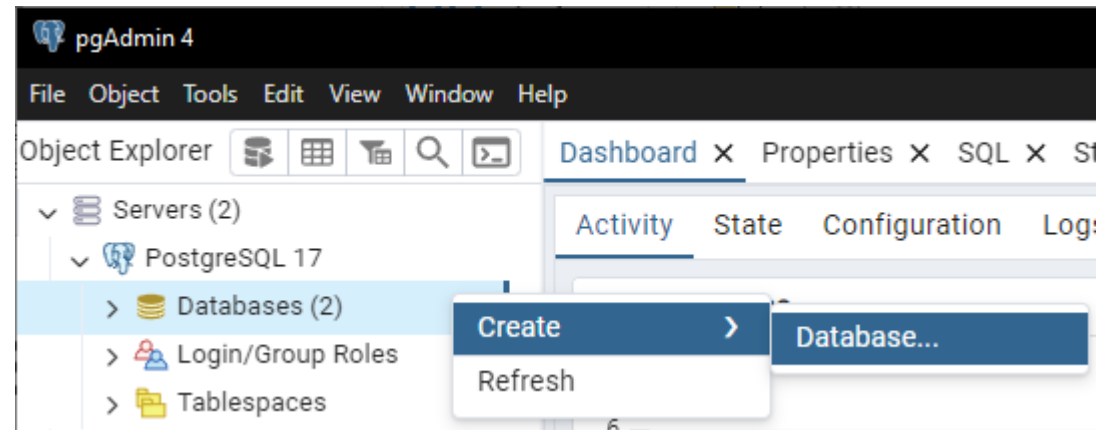 pgAdmin 4
File Object Tools Edit View Window Help
Object Explorer
Dashboard Properties SQL
Servers (2)
Activity State Configuration Logs
PostgreSQL 17
Databases (2)
Create
Database...
Login/Group Roles
Refresh
Tablespaces